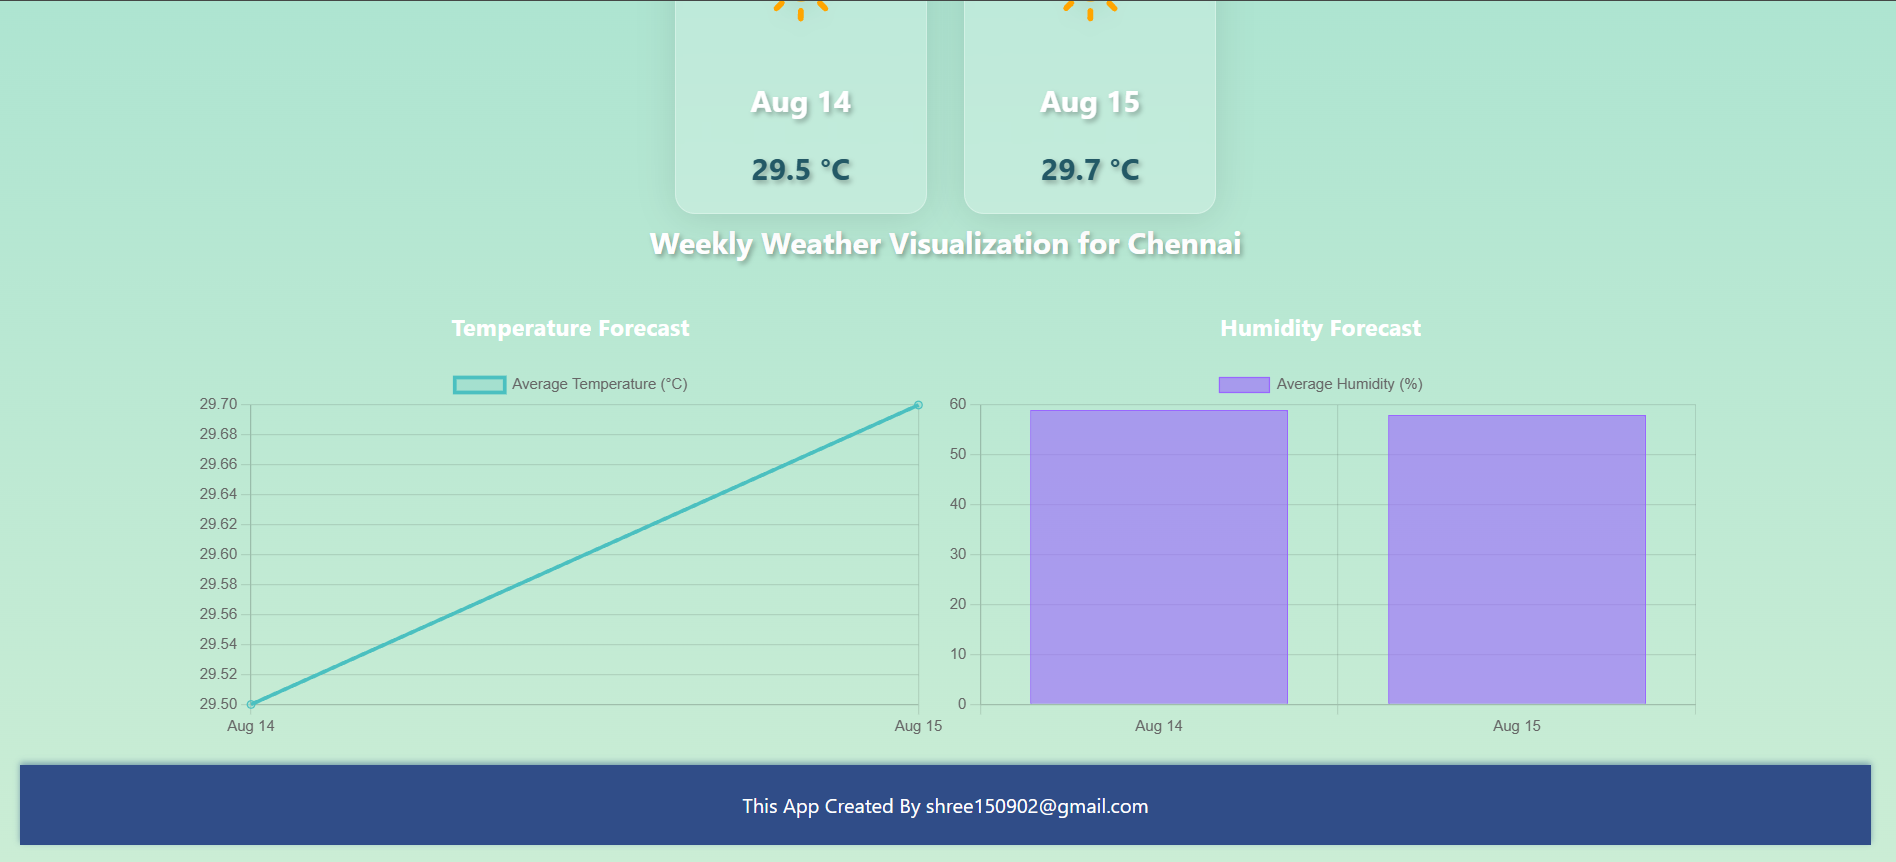 Aug 14
Aug 15
29.5 °C
29.7 °C
Weekly Weather Visualization for Chennai
Temperature Forecast
Average Temperature (°C)
29.70
29.68
29.66
29.64
29.62
29.60
29.58
29.56
29.54
29.52
29.50
Aug 14
Aug 15
Humidity Forecast
Average Humidity (%)
60
50
40
30
20
10
0
Aug 14
Aug 15
This App Created By shree150902@gmail.com